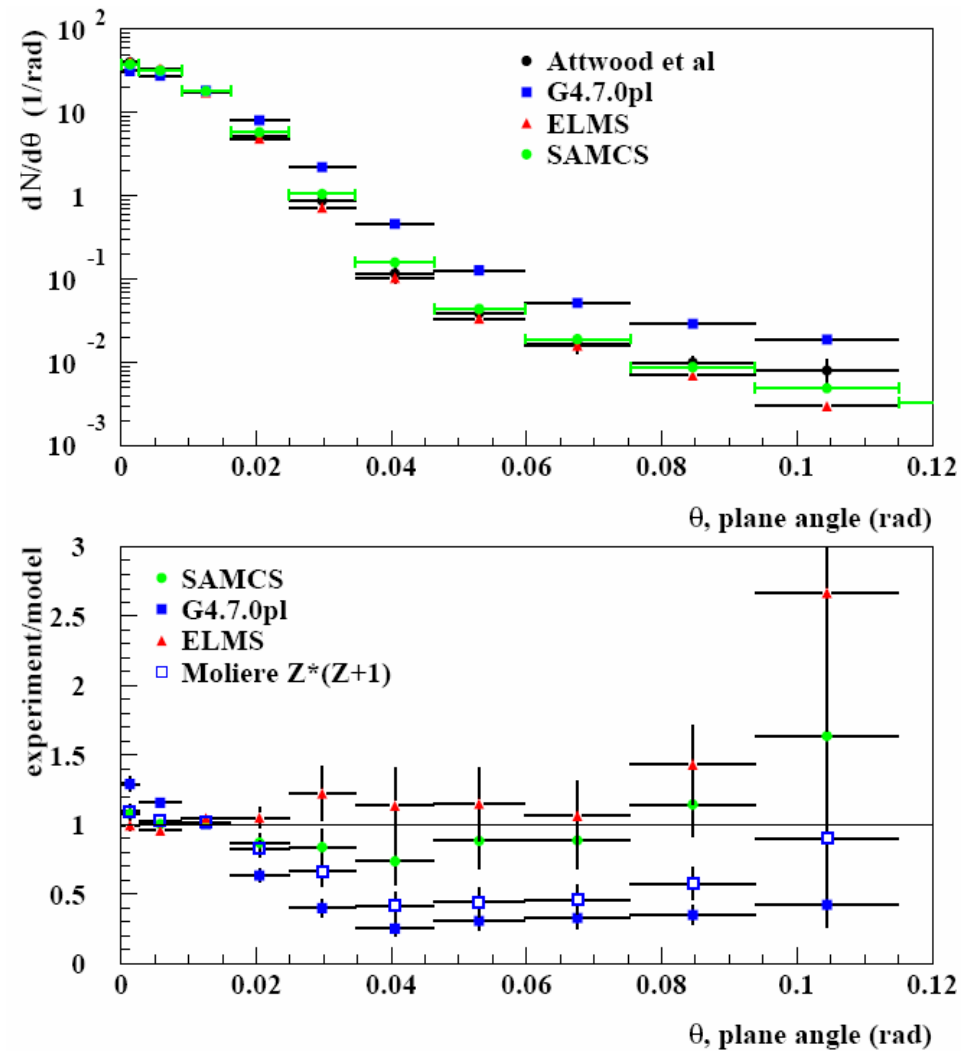 dN/dθ (1/rad)
10 2
10
1
10 -1
10 -2
10 -3
Attwood et al
G4.7.0pl
ELMS
SAMCS
0 0.02 0.04 0.06 0.08 0.1 0.12
θ, plane angle (rad)
experiment/model
3
2.5
2
1.5
1
0.5
0
SAMCS
G4.7.0pl
ELMS
Moliere Z*(Z+1)
0 0.02 0.04 0.06 0.08 0.1 0.12
θ, plane angle (rad)